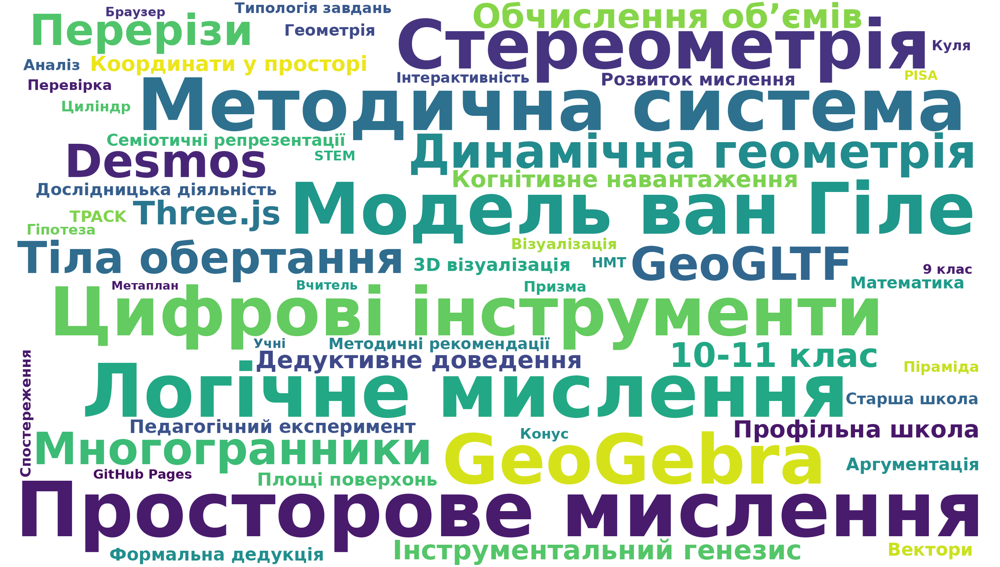 Браузер
Типологія завдань
Обчислення об’ємів
Перерізи
Геометрія
Стереометрія
Куля
Аналіз
Координати у просторі
Інтерактивність
Розвиток мислення
PISA
Перевірка
Циліндр
Методична система
Семіотичні репрезентації
Desmos
STEM
Динамічна геометрія
Когнітивне навантаження
Дослідницька діяльність
TPACK
Three.js
Модель ван Гіле
Гіпотеза
Тіла обертання
Візуалізація
3D візуалізація
НМТ
GeoGLTF
9 клас
Математика
Метаплан
Вчитель
Призма
Цифрові інструменти
Учні
Методичні рекомендації
Дедуктивне доведення
10-11 клас
Піраміда
Спостереження
Логічне мислення
Старша школа
Педагогічний експеримент
Конус
Профільна школа
Многогранники
GeoGebra
Аргументація
GitHub Pages
Площі поверхонь
Просторове мислення
Формальна дедукція
Інструментальний генезис
Вектори